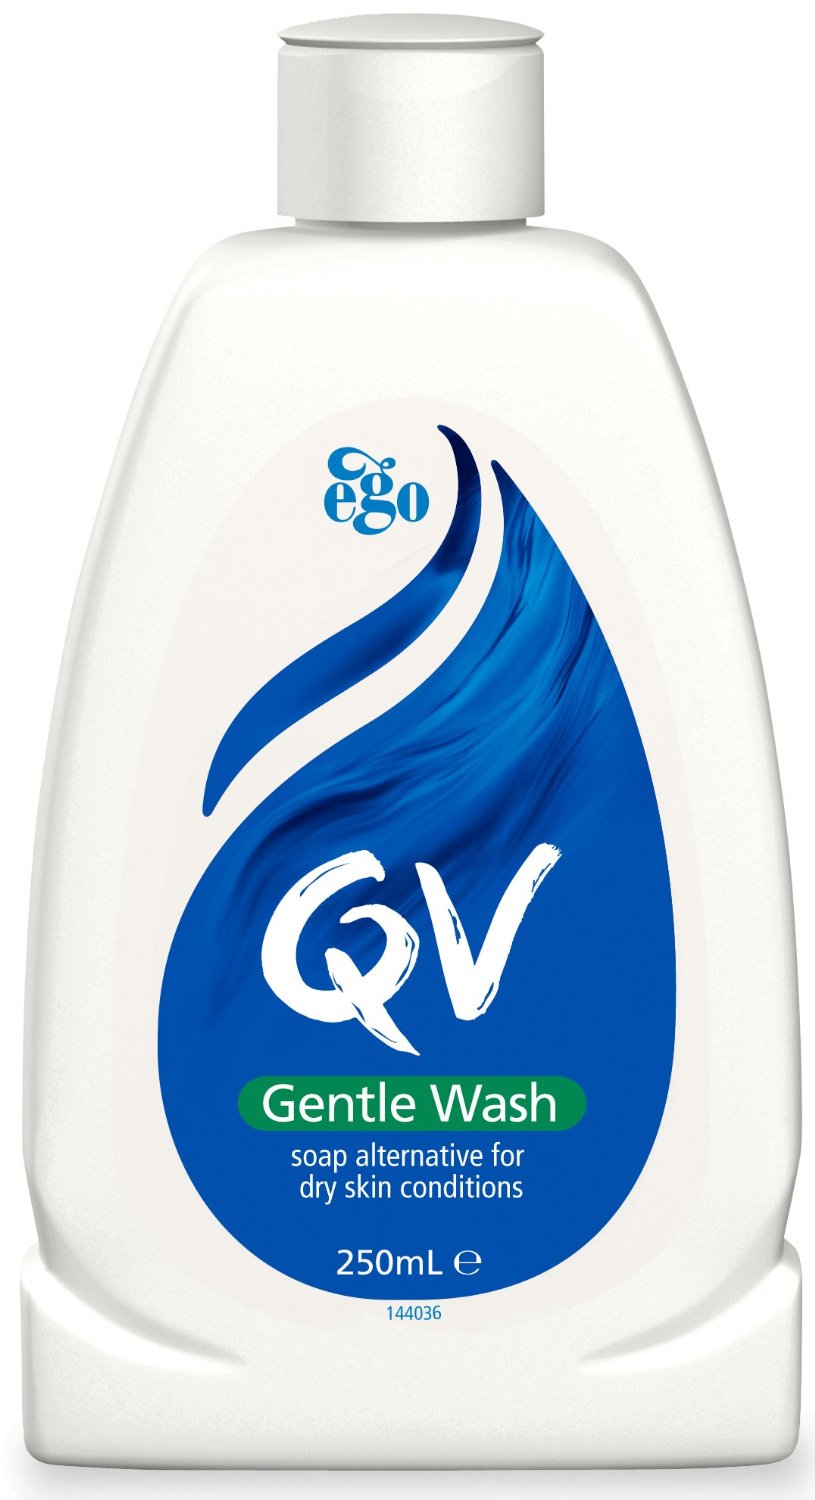 ego
QV
Gentle Wash
soap alternative for
dry skin conditions
250mL ℮
144036